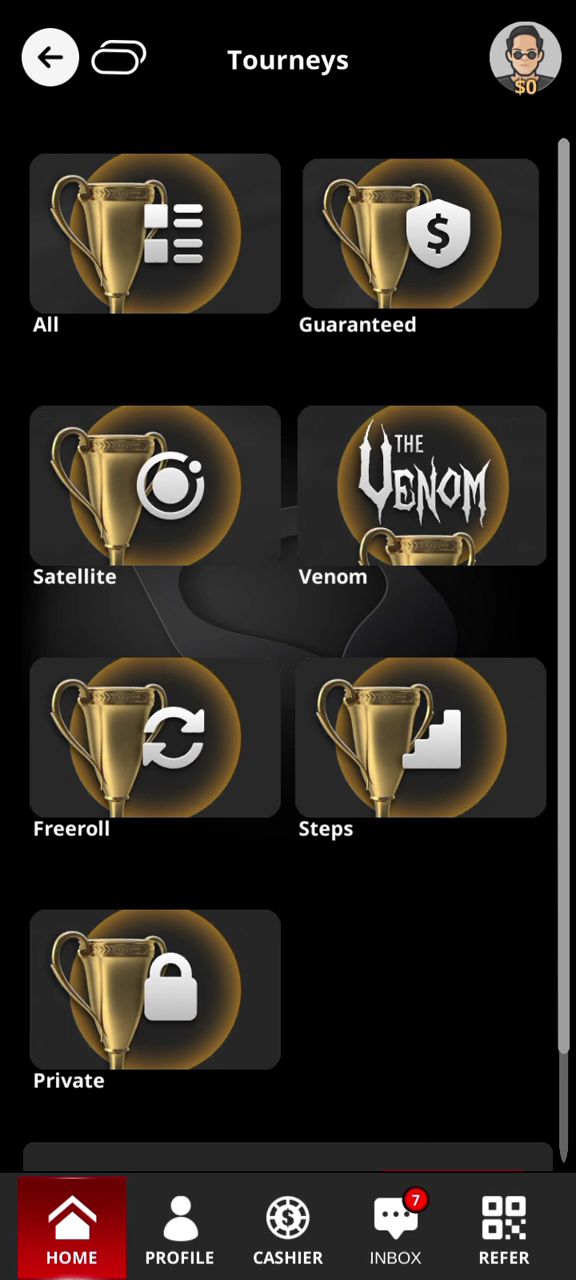 Tourneys
$0
$
All
Guaranteed
THE
VENOM
Satellite
Venom
Freeroll
Steps
Private
7
$
HOME
PROFILE
CASHIER
INBOX
REFER